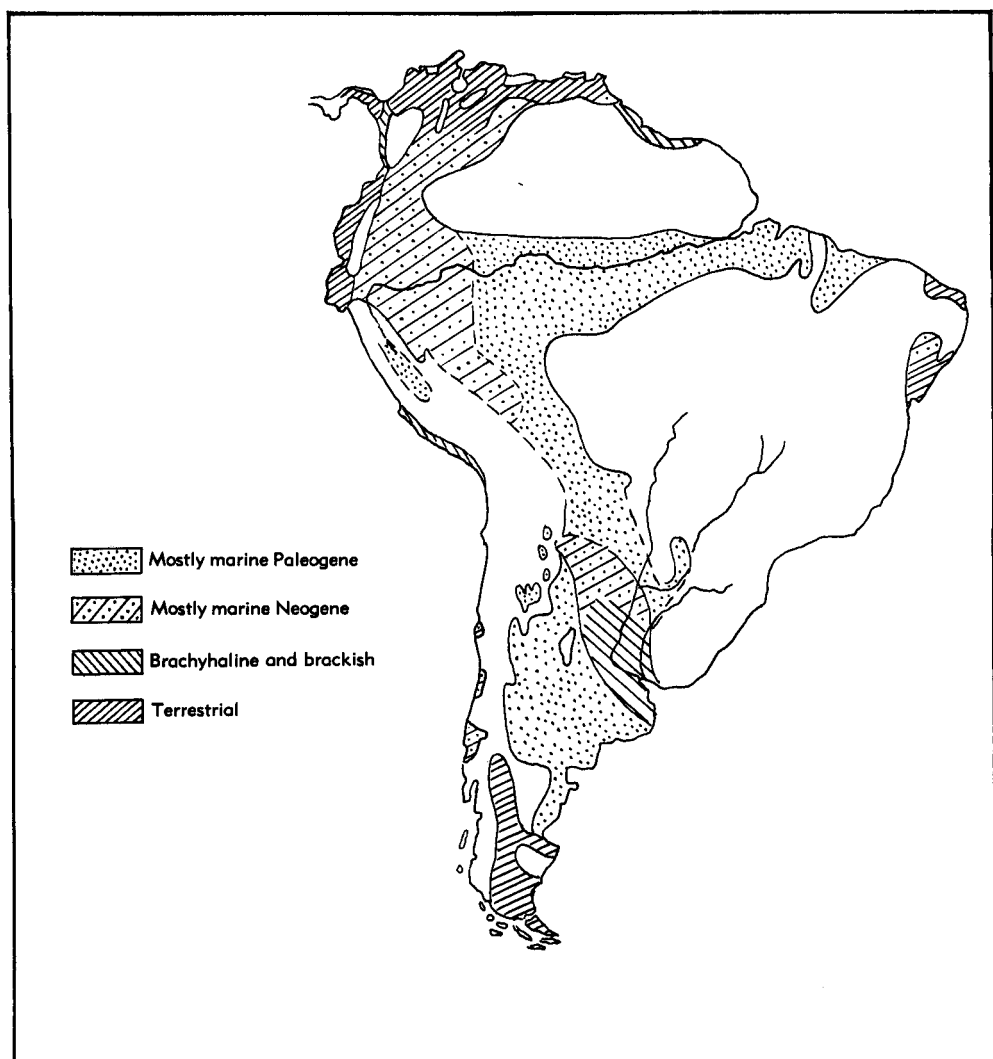 Mostly marine Paleogene
Mostly marine Neogene
Brachyhaline and brackish
Terrestrial